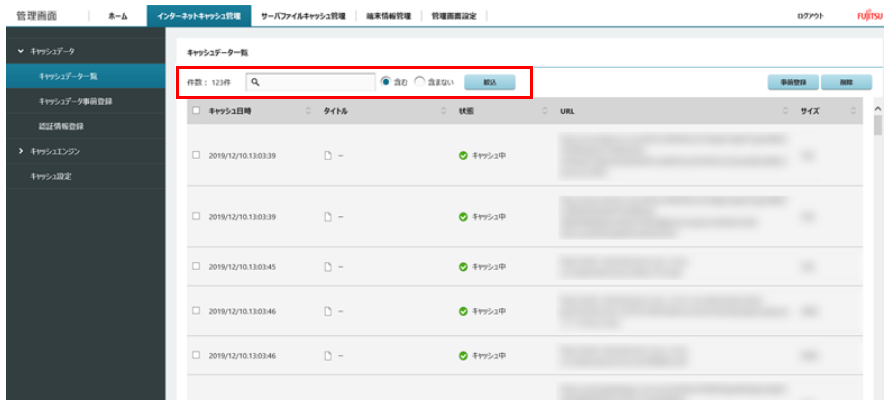 管理画面 ホーム インターネットキャッシュ管理 サーバファイルキャッシュ管理 端末情報管理 管理画面設定 ログアウト FUJITSU
キャッシュデータ
キャッシュデータ一覧
キャッシュデータ事前登録
認証情報登録
キャッシュエンジン
キャッシュ設定
キャッシュデータ一覧
件数： 123件 含む 含まない 絞込 事前登録 削除
キャッシュ日時 タイトル 状態 URL サイズ
2019/12/10.13:03:39 − キャッシュ中
2019/12/10.13:03:39 − キャッシュ中
2019/12/10.13:03:45 − キャッシュ中
2019/12/10.13:03:46 − キャッシュ中
2019/12/10.13:03:46 − キャッシュ中